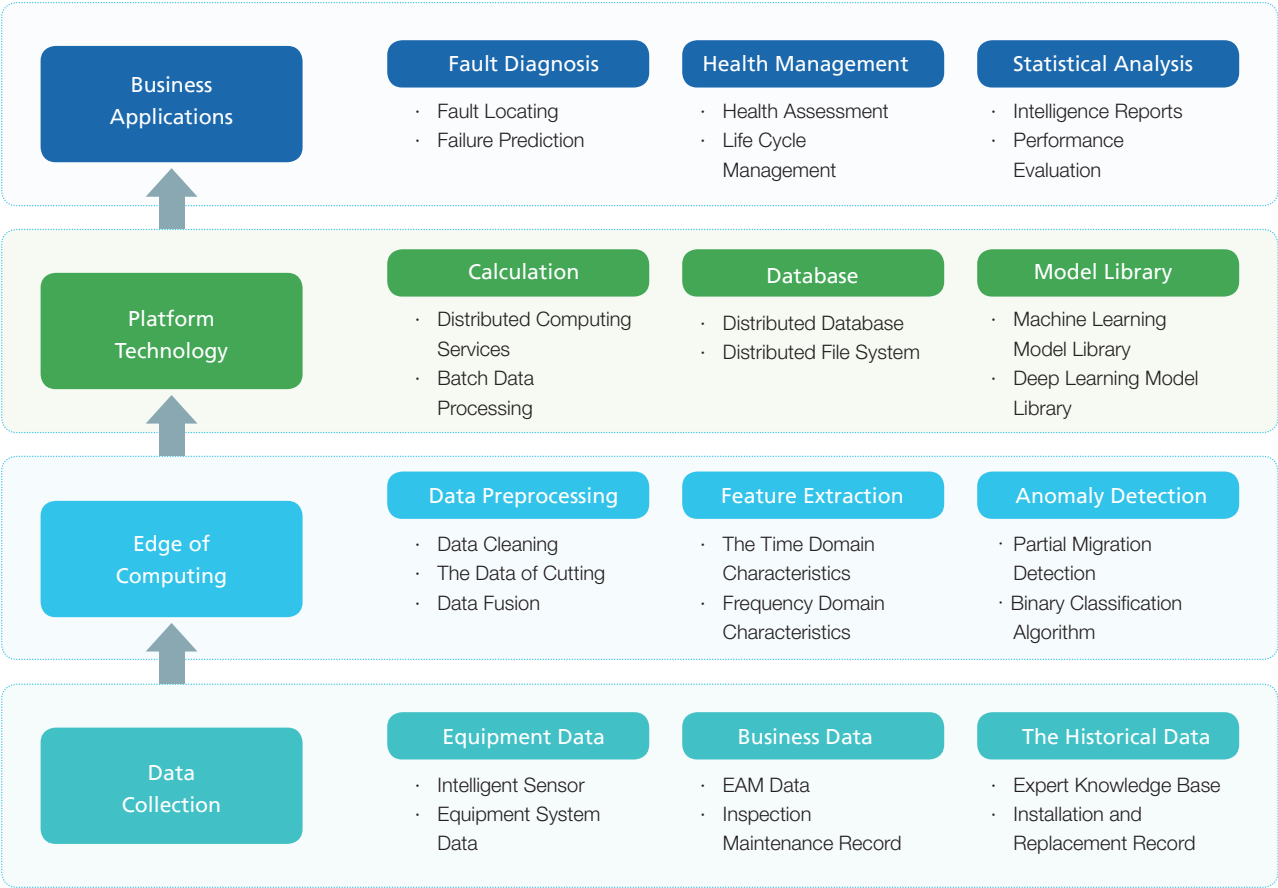 Business
Applications
Fault Diagnosis
· Fault Locating
· Failure Prediction
Health Management
· Health Assessment
· Life Cycle
Management
Statistical Analysis
· Intelligence Reports
· Performance
Evaluation
Platform
Technology
Calculation
· Distributed Computing
Services
· Batch Data
Processing
Database
· Distributed Database
· Distributed File System
Model Library
· Machine Learning
Model Library
· Deep Learning Model
Library
Edge of
Computing
Data Preprocessing
· Data Cleaning
· The Data of Cutting
· Data Fusion
Feature Extraction
· The Time Domain
Characteristics
· Frequency Domain
Characteristics
Anomaly Detection
· Partial Migration
Detection
· Binary Classification
Algorithm
Data
Collection
Equipment Data
· Intelligent Sensor
· Equipment System
Data
Business Data
· EAM Data
· Inspection
Maintenance Record
The Historical Data
· Expert Knowledge Base
· Installation and
Replacement Record